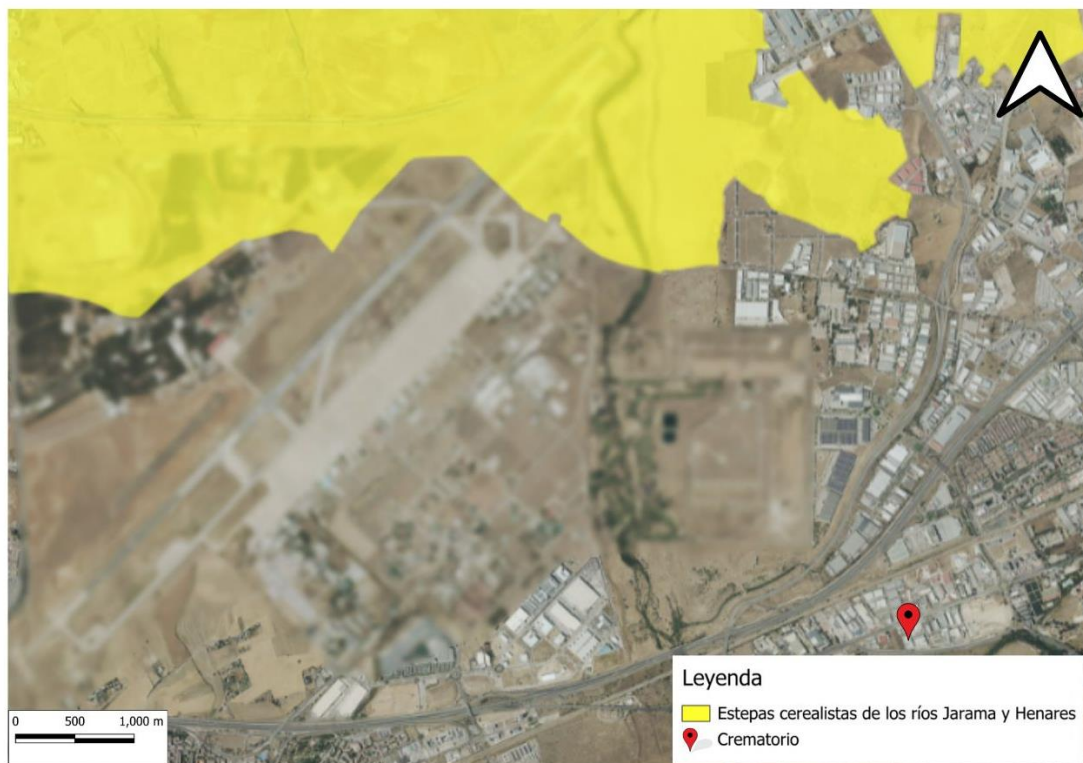 0 500 1,000 m
Leyenda
Estepas cerealistas de los ríos Jarama y Henares
Crematorio